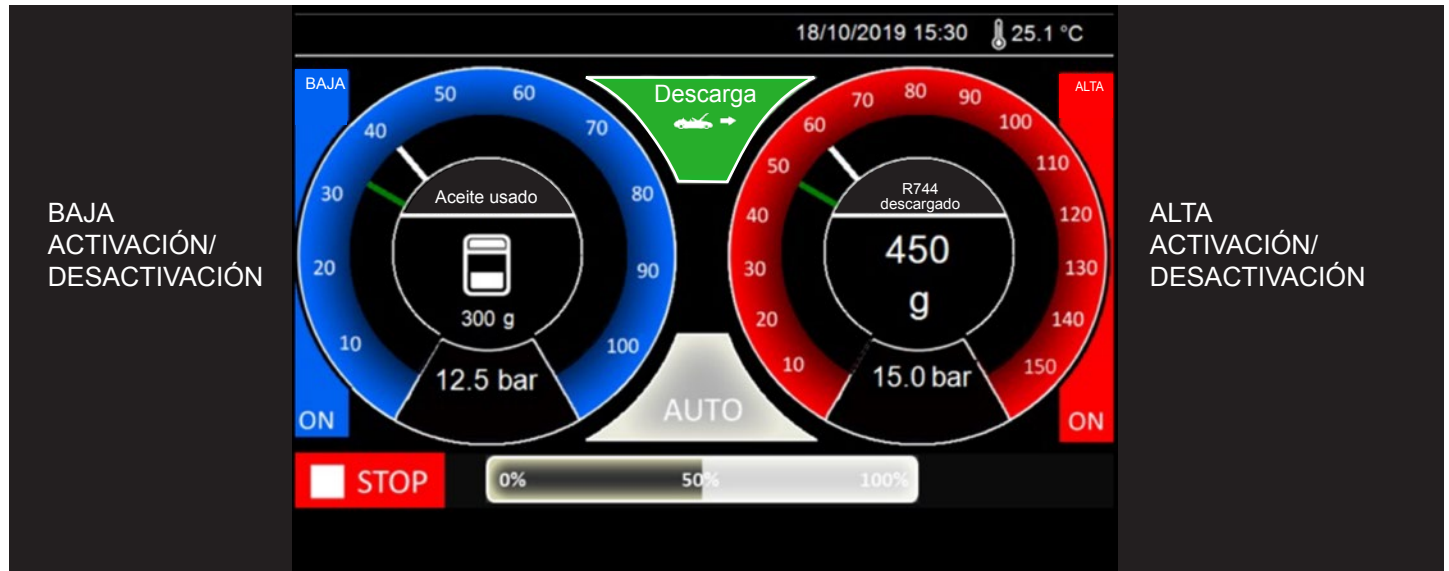 18/10/2019 15:30 25.1 °C
BAJA
ACTIVACIÓN/
DESACTIVACIÓN
BAJA
ON
10
20
30
40
50
60
70
80
90
100
Aceite usado
300 g
12.5 bar
Descarga
AUTO
10
20
30
40
50
60
70
80
90
100
110
120
130
140
150
R744
descargado
450
g
15.0 bar
ALTA
ON
ALTA
ACTIVACIÓN/
DESACTIVACIÓN
STOP
0% 50% 100%